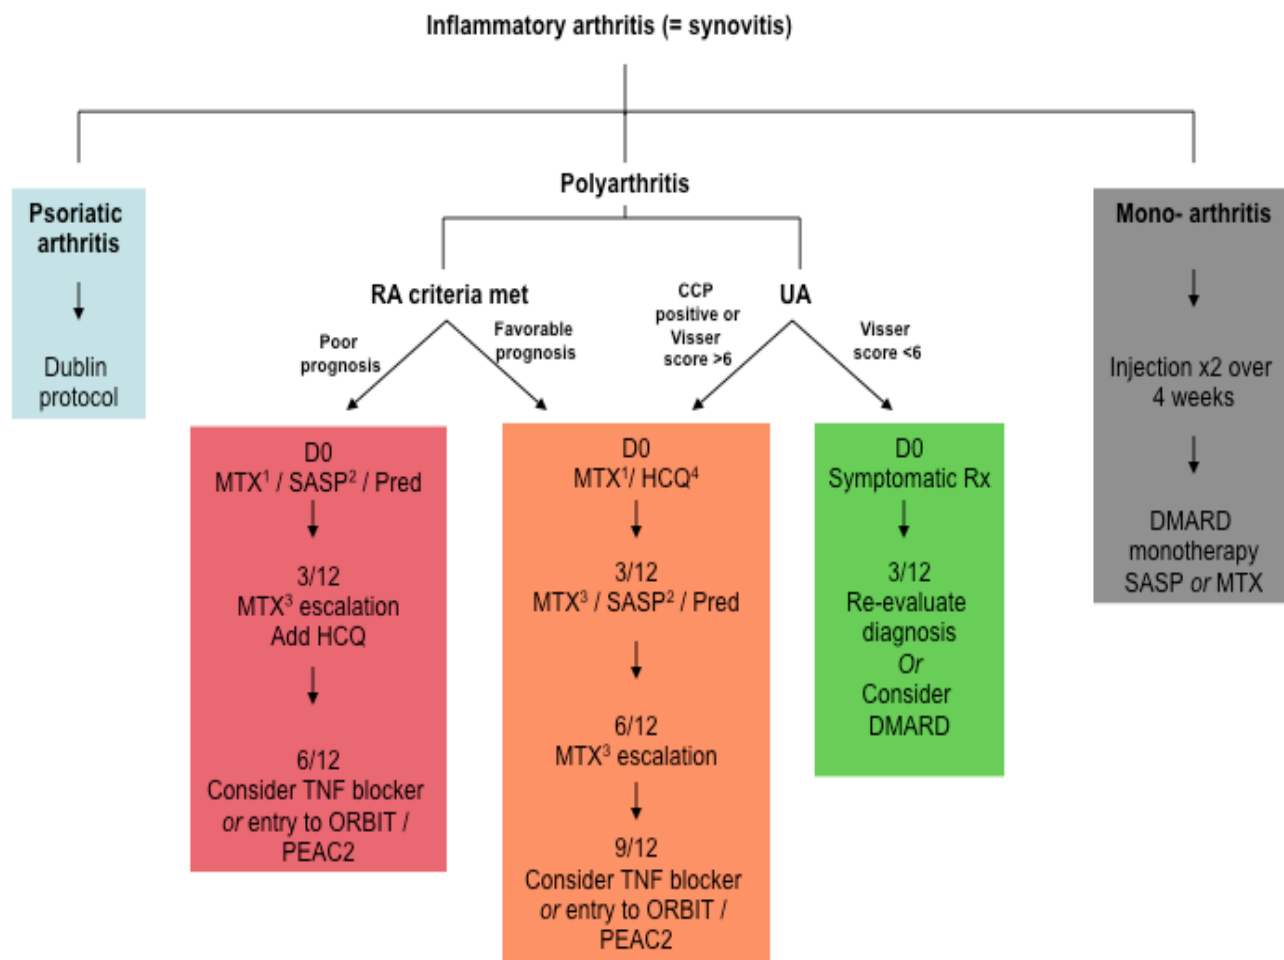 Inflammatory arthritis (= synovitis)
Psoriatic
arthritis
Dublin
protocol
Polyarthritis
RA criteria met
Poor
prognosis
Favorable
prognosis
D0
MTX¹ / SASP² / Pred
3/12
MTX³ escalation
Add HCQ
6/12
Consider TNF blocker
or entry to ORBIT /
PEAC2
UA
CCP
positive or
Visser
score >6
Visser
score <6
D0
MTX¹/ HCQ⁴
3/12
MTX³ / SASP² / Pred
6/12
MTX³ escalation
9/12
Consider TNF blocker
or entry to ORBIT /
PEAC2
D0
Symptomatic Rx
3/12
Re-evaluate
diagnosis
Or
Consider
DMARD
Mono- arthritis
Injection x2 over
4 weeks
DMARD
monotherapy
SASP or MTX